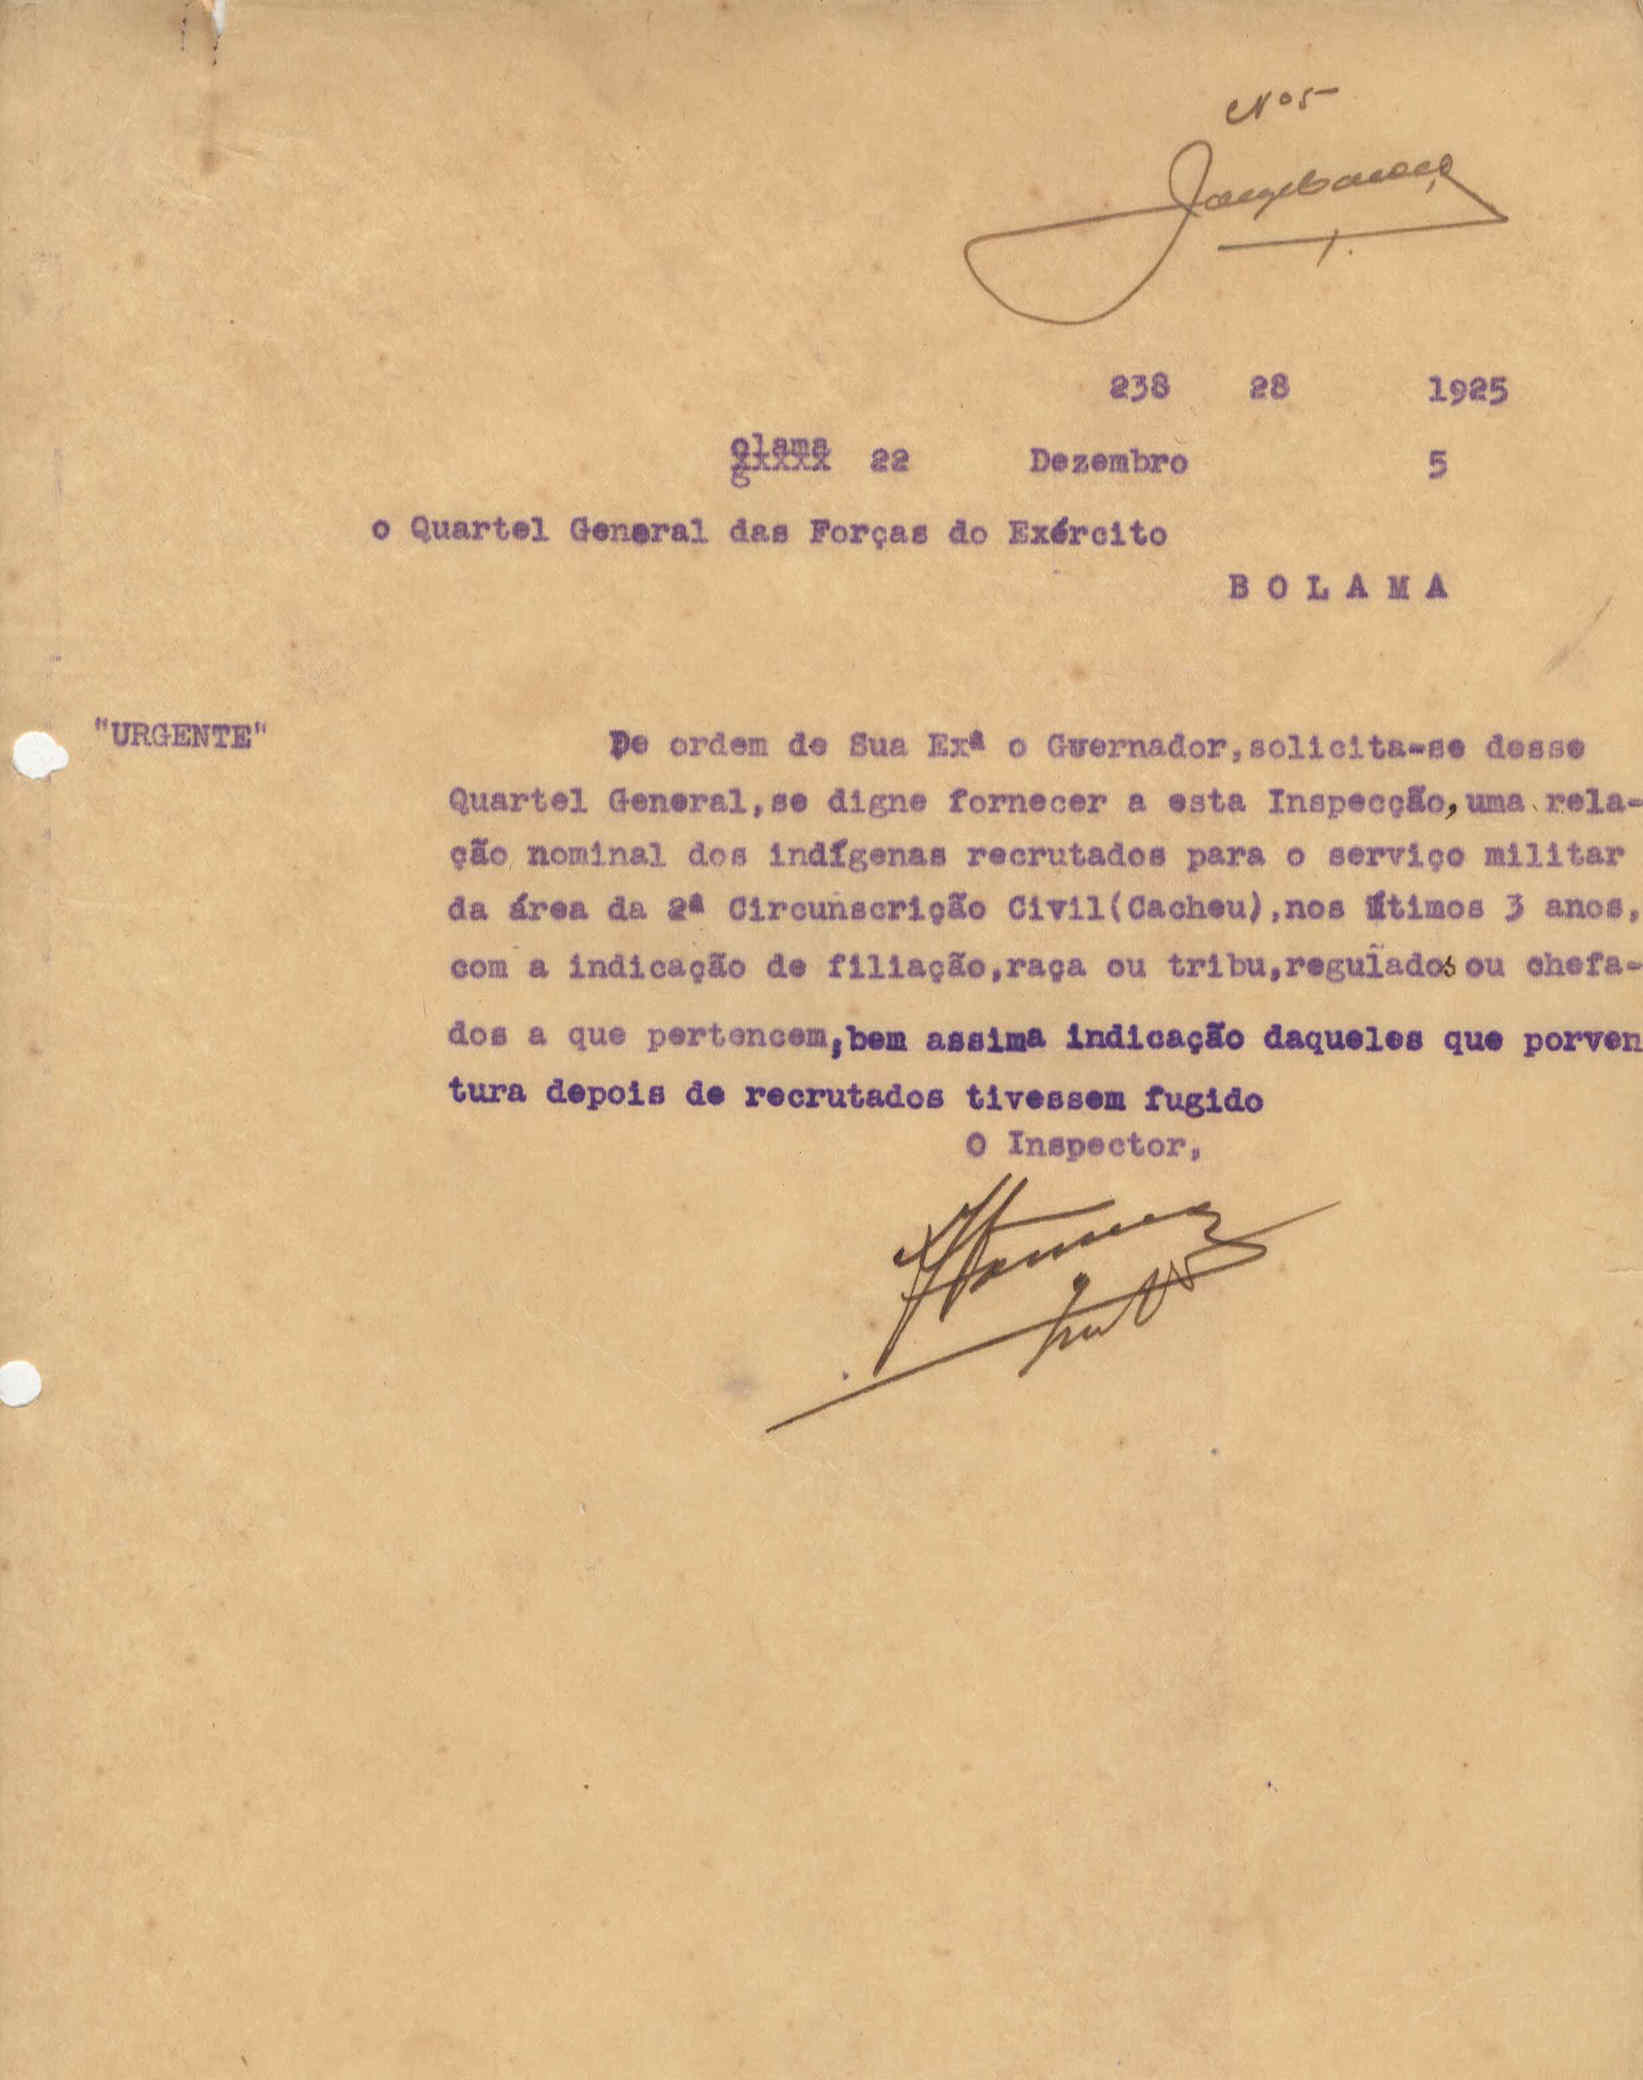 Nº 5
238 28 1925
olama 22 Dezembro 5
o Quartel General das Forças do Exército
B O L A M A
"URGENTE"
De ordem de Sua Exª o Guernador,solicita-se desse
Quartel General,se digne fornecer a esta Inspecção,uma rela-
ção nominal dos indígenas recrutados para o serviço militar
da área da 2ª Circunscrição Civil(Cacheu),nos útimos 3 anos,
com a indicação de filiação,raça ou tribu,regulados ou chefa-
dos a que pertencem,bem assima indicação daqueles que porven
tura depois de recrutados tivessem fugido
O Inspector,